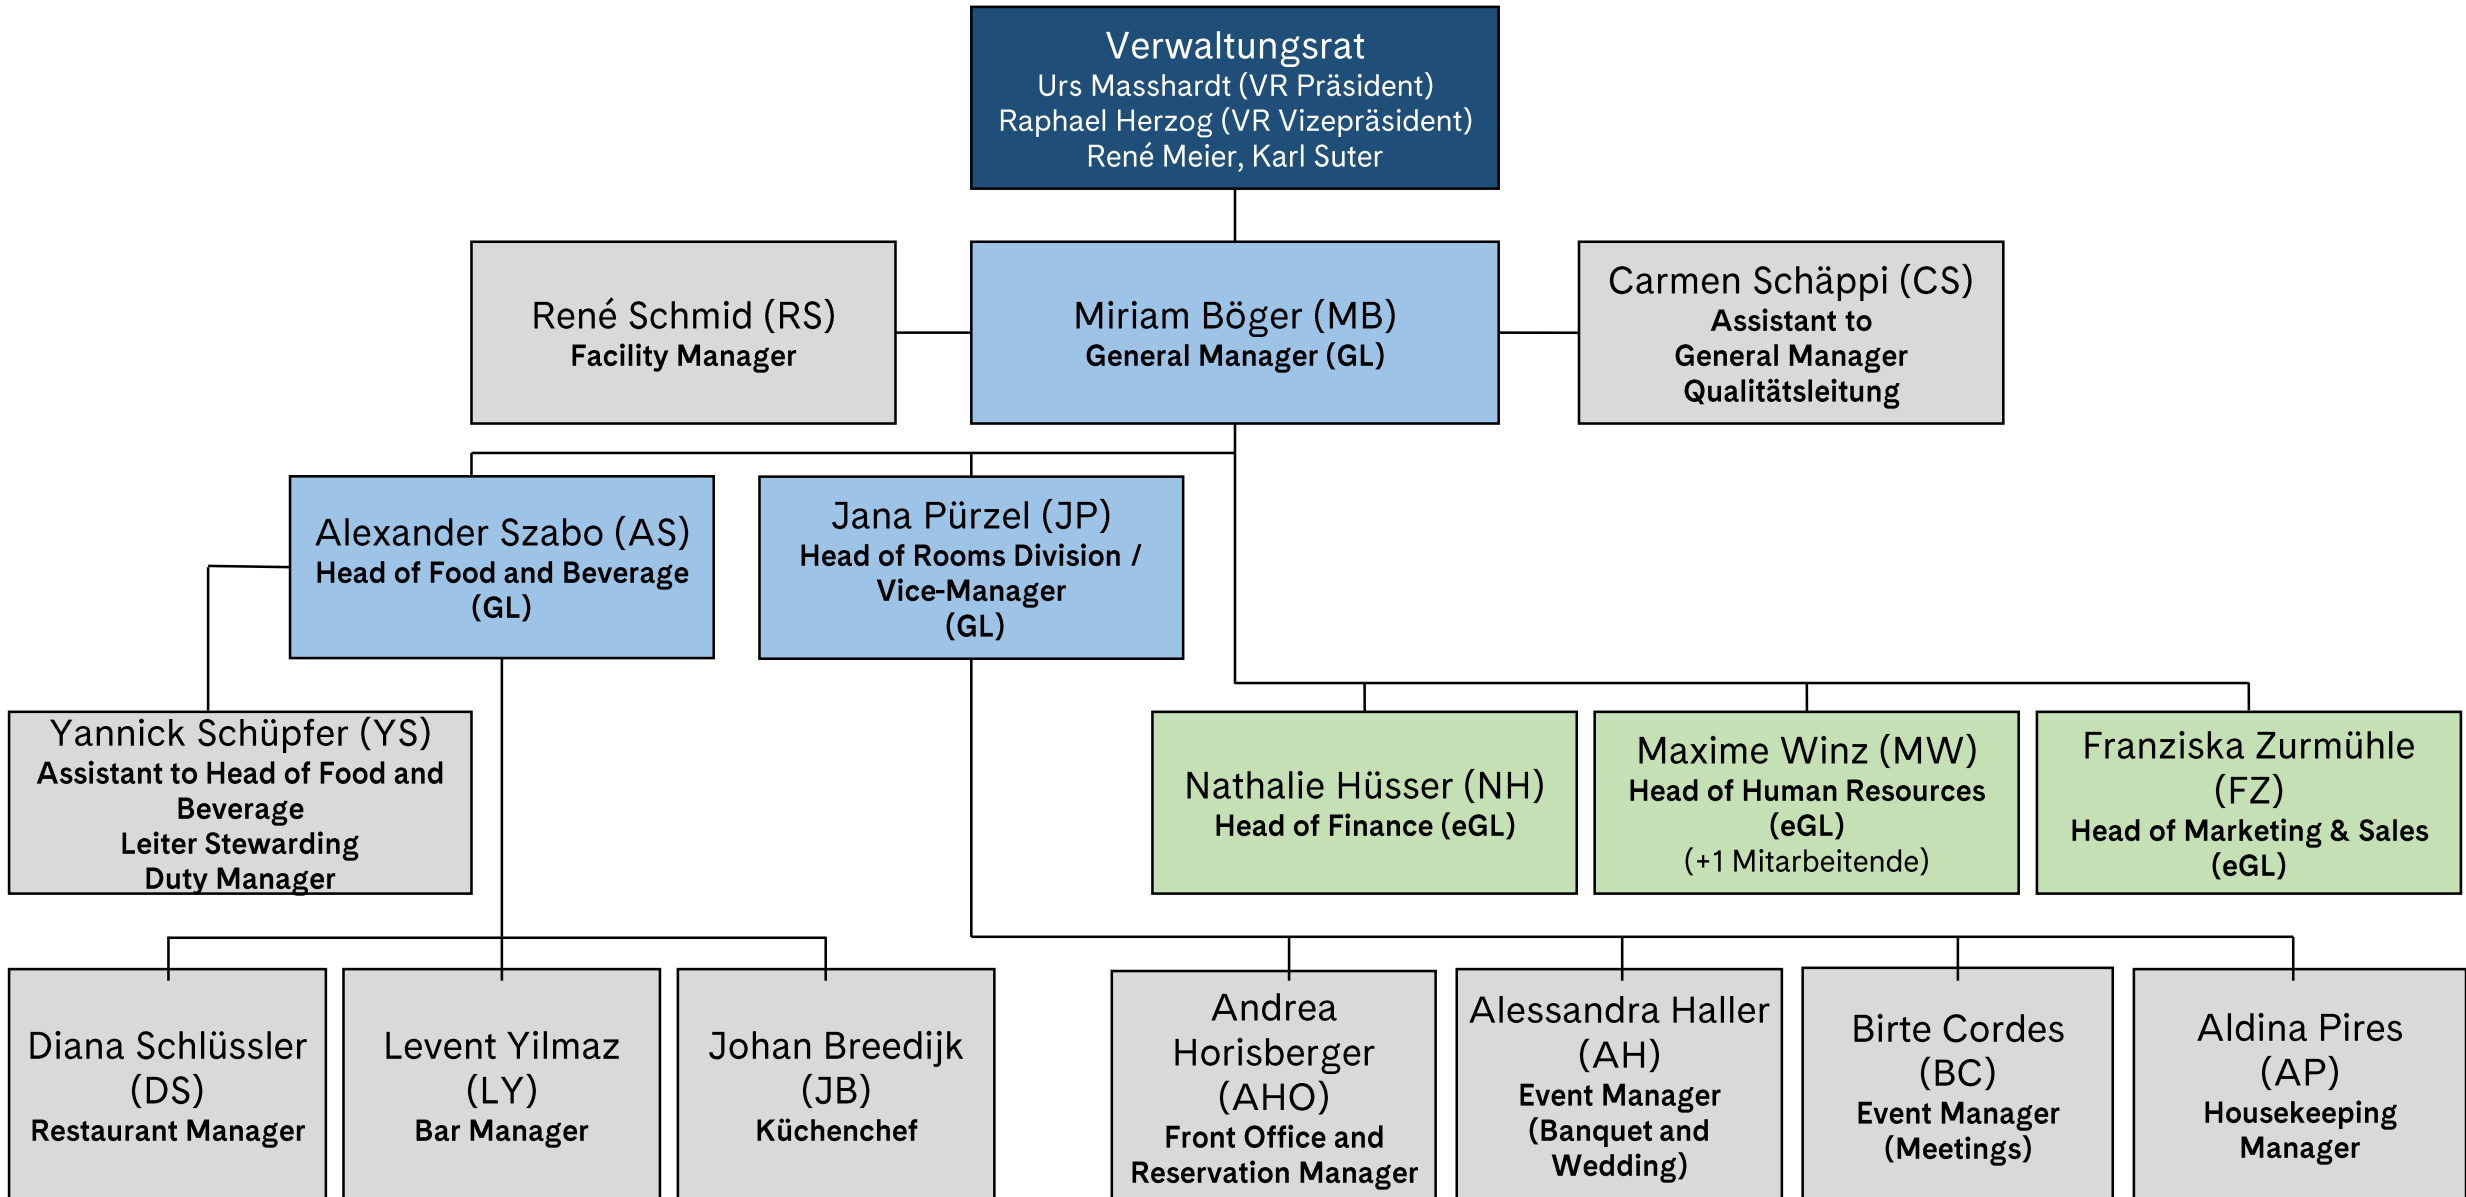 Verwaltungsrat
Urs Masshardt (VR Präsident)
Raphael Herzog (VR Vizepräsident)
René Meier, Karl Suter
René Schmid (RS)
Facility Manager
Miriam Böger (MB)
General Manager (GL)
Carmen Schäppi (CS)
Assistant to
General Manager
Qualitätsleitung
Alexander Szabo (AS)
Head of Food and Beverage
(GL)
Jana Pürzel (JP)
Head of Rooms Division /
Vice-Manager
(GL)
Yannick Schüpfer (YS)
Assistant to Head of Food and
Beverage
Leiter Stewarding
Duty Manager
Nathalie Hüsser (NH)
Head of Finance (eGL)
Maxime Winz (MW)
Head of Human Resources
(eGL)
(+1 Mitarbeitende)
Franziska Zurmühle
(FZ)
Head of Marketing & Sales
(eGL)
Diana Schlüssler
(DS)
Restaurant Manager
Levent Yilmaz
(LY)
Bar Manager
Johan Breedijk
(JB)
Küchenchef
Andrea
Horisberger
(AHO)
Front Office and
Reservation Manager
Alessandra Haller
(AH)
Event Manager
(Banquet and
Wedding)
Birte Cordes
(BC)
Event Manager
(Meetings)
Aldina Pires
(AP)
Housekeeping
Manager